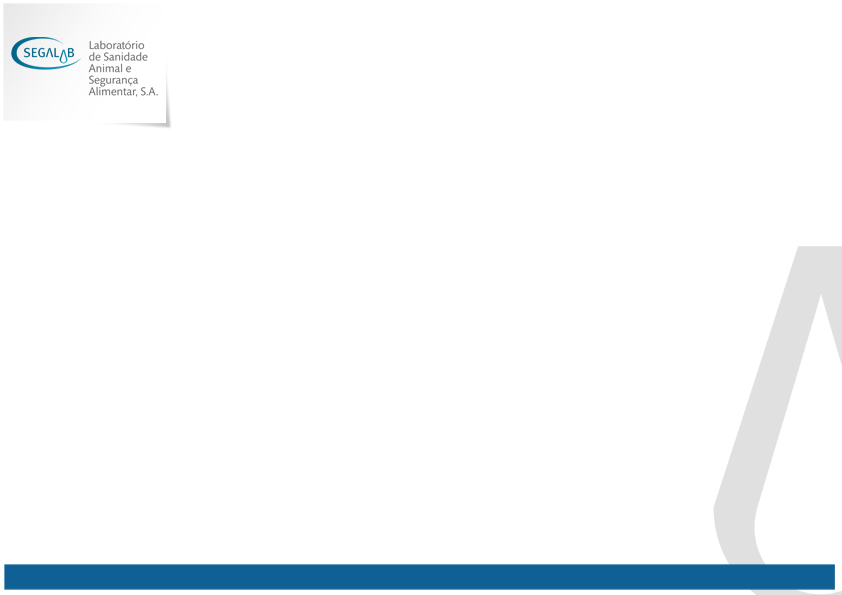 SEGALAB
Laboratório
de Sanidade
Animal e
Segurança
Alimentar, S.A.